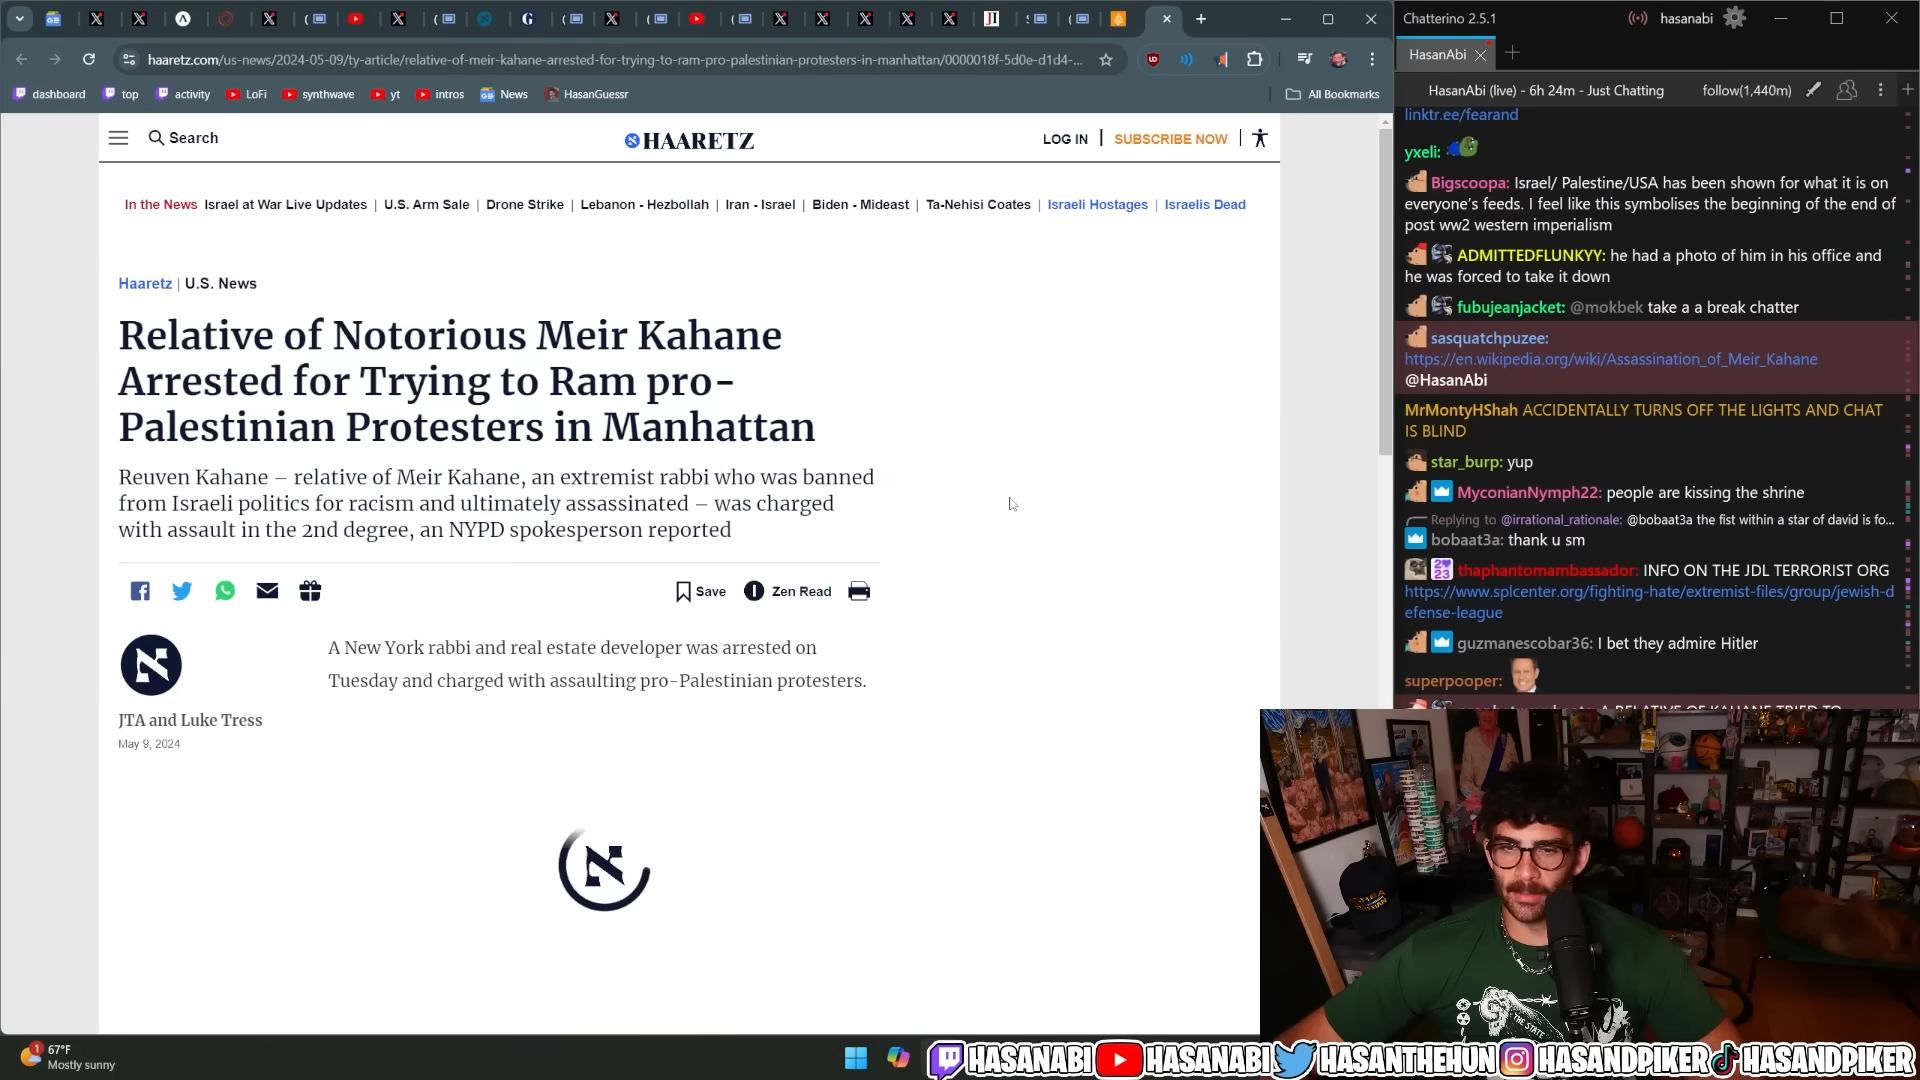 Chatterino 2.5.1
hasanabi
haaretz.com/us-news/2024-05-09/ty-article/relative-of-meir-kahane-arrested-for-trying-to-ram-pro-palestinian-protesters-in-manhattan/0000018f-5d0e-d1d4-...
HasanAbi
dashboard
top
activity
LoFi
synthwave
yt
intros
News
HasanGuessr
All Bookmarks
HasanAbi (live) - 6h 24m - Just Chatting
follow(1,440m)
Search
HAARETZ
LOG IN
SUBSCRIBE NOW
In the News Israel at War Live Updates | U.S. Arm Sale | Drone Strike | Lebanon - Hezbollah | Iran - Israel | Biden - Mideast | Ta-Nehisi Coates | Israeli Hostages | Israelis Dead
Haaretz | U.S. News
Relative of Notorious Meir Kahane
Arrested for Trying to Ram pro-
Palestinian Protesters in Manhattan
Reuven Kahane – relative of Meir Kahane, an extremist rabbi who was banned
from Israeli politics for racism and ultimately assassinated – was charged
with assault in the 2nd degree, an NYPD spokesperson reported
Save
Zen Read
A New York rabbi and real estate developer was arrested on
Tuesday and charged with assaulting pro-Palestinian protesters.
JTA and Luke Tress
May 9, 2024
linktr.ee/fearand
yxeli:
Bigscoopa: Israel/ Palestine/USA has been shown for what it is on
everyone's feeds. I feel like this symbolises the beginning of the end of
post ww2 western imperialism
ADMITTEDFLUNKYY: he had a photo of him in his office and
he was forced to take it down
fubujeanjacket: @mokbek take a a break chatter
sasquatchpuzee:
https://en.wikipedia.org/wiki/Assassination_of_Meir_Kahane
@HasanAbi
MrMontyHShah ACCIDENTALLY TURNS OFF THE LIGHTS AND CHAT
IS BLIND
star_burp: yup
MyconianNymph22: people are kissing the shrine
Replying to @irrational_rationale: @bobaat3a the fist within a star of david is fo...
bobaat3a: thank u sm
thaphantomambassador: INFO ON THE JDL TERRORIST ORG
https://www.splcenter.org/fighting-hate/extremist-files/group/jewish-d
efense-league
guzmanescobar36: I bet they admire Hitler
superpooper:
A RELATIVE OF KAHANE TRIED TO
THE STATE
1
67°F
Mostly sunny
HASANABI
HASANABI
HASANTHEHUN
HASANDPIKER
HASANDPIKER